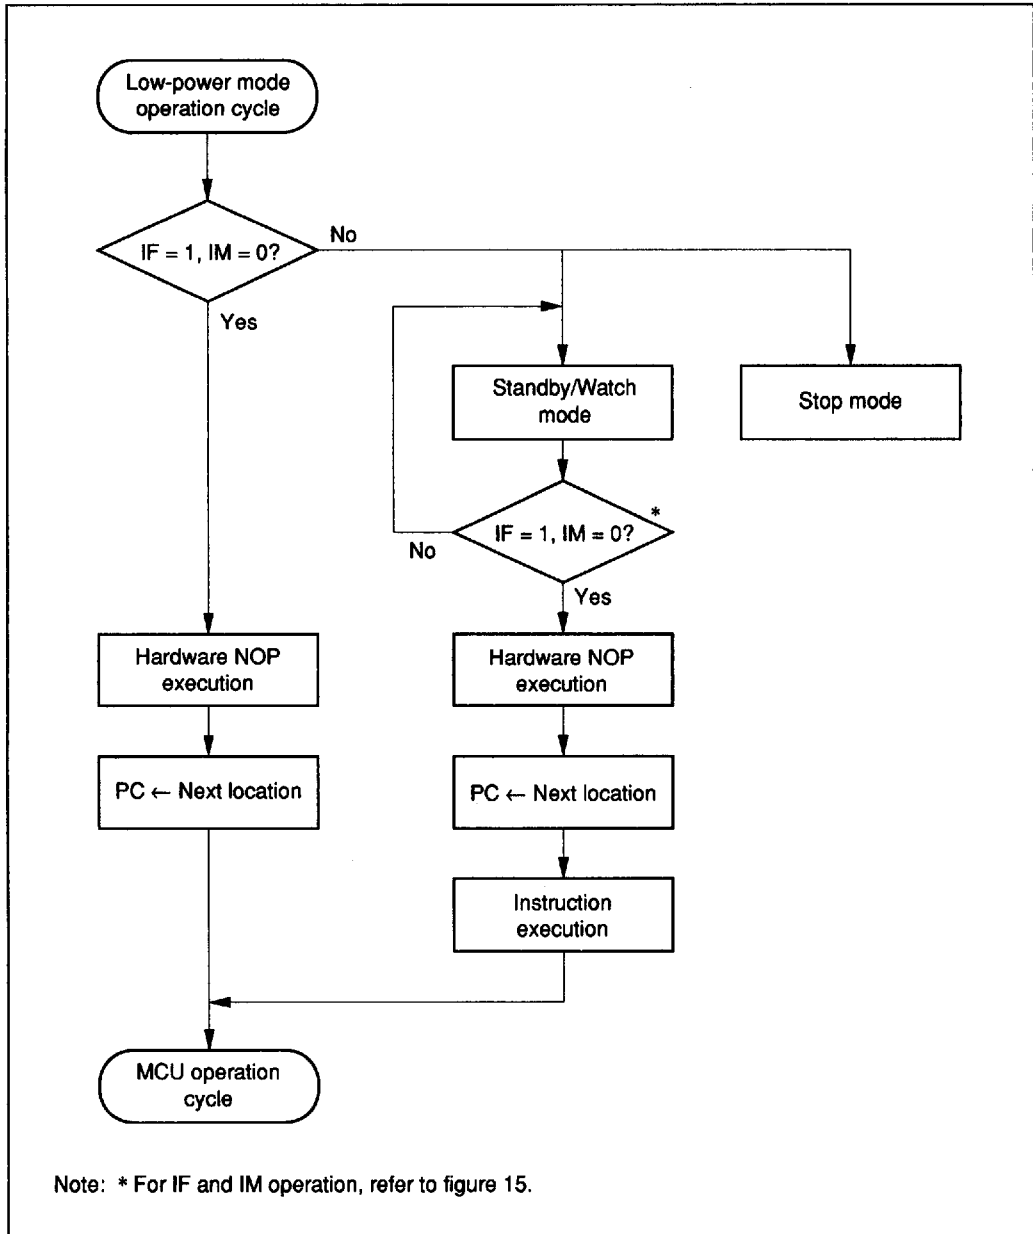 Low-power mode
operation cycle
IF = 1, IM = 0?
No
Yes
Standby/Watch
mode
Stop mode
IF = 1, IM = 0?
*
No
Yes
Hardware NOP
execution
Hardware NOP
execution
PC ← Next location
PC ← Next location
Instruction
execution
MCU operation
cycle
Note: * For IF and IM operation, refer to figure 15.